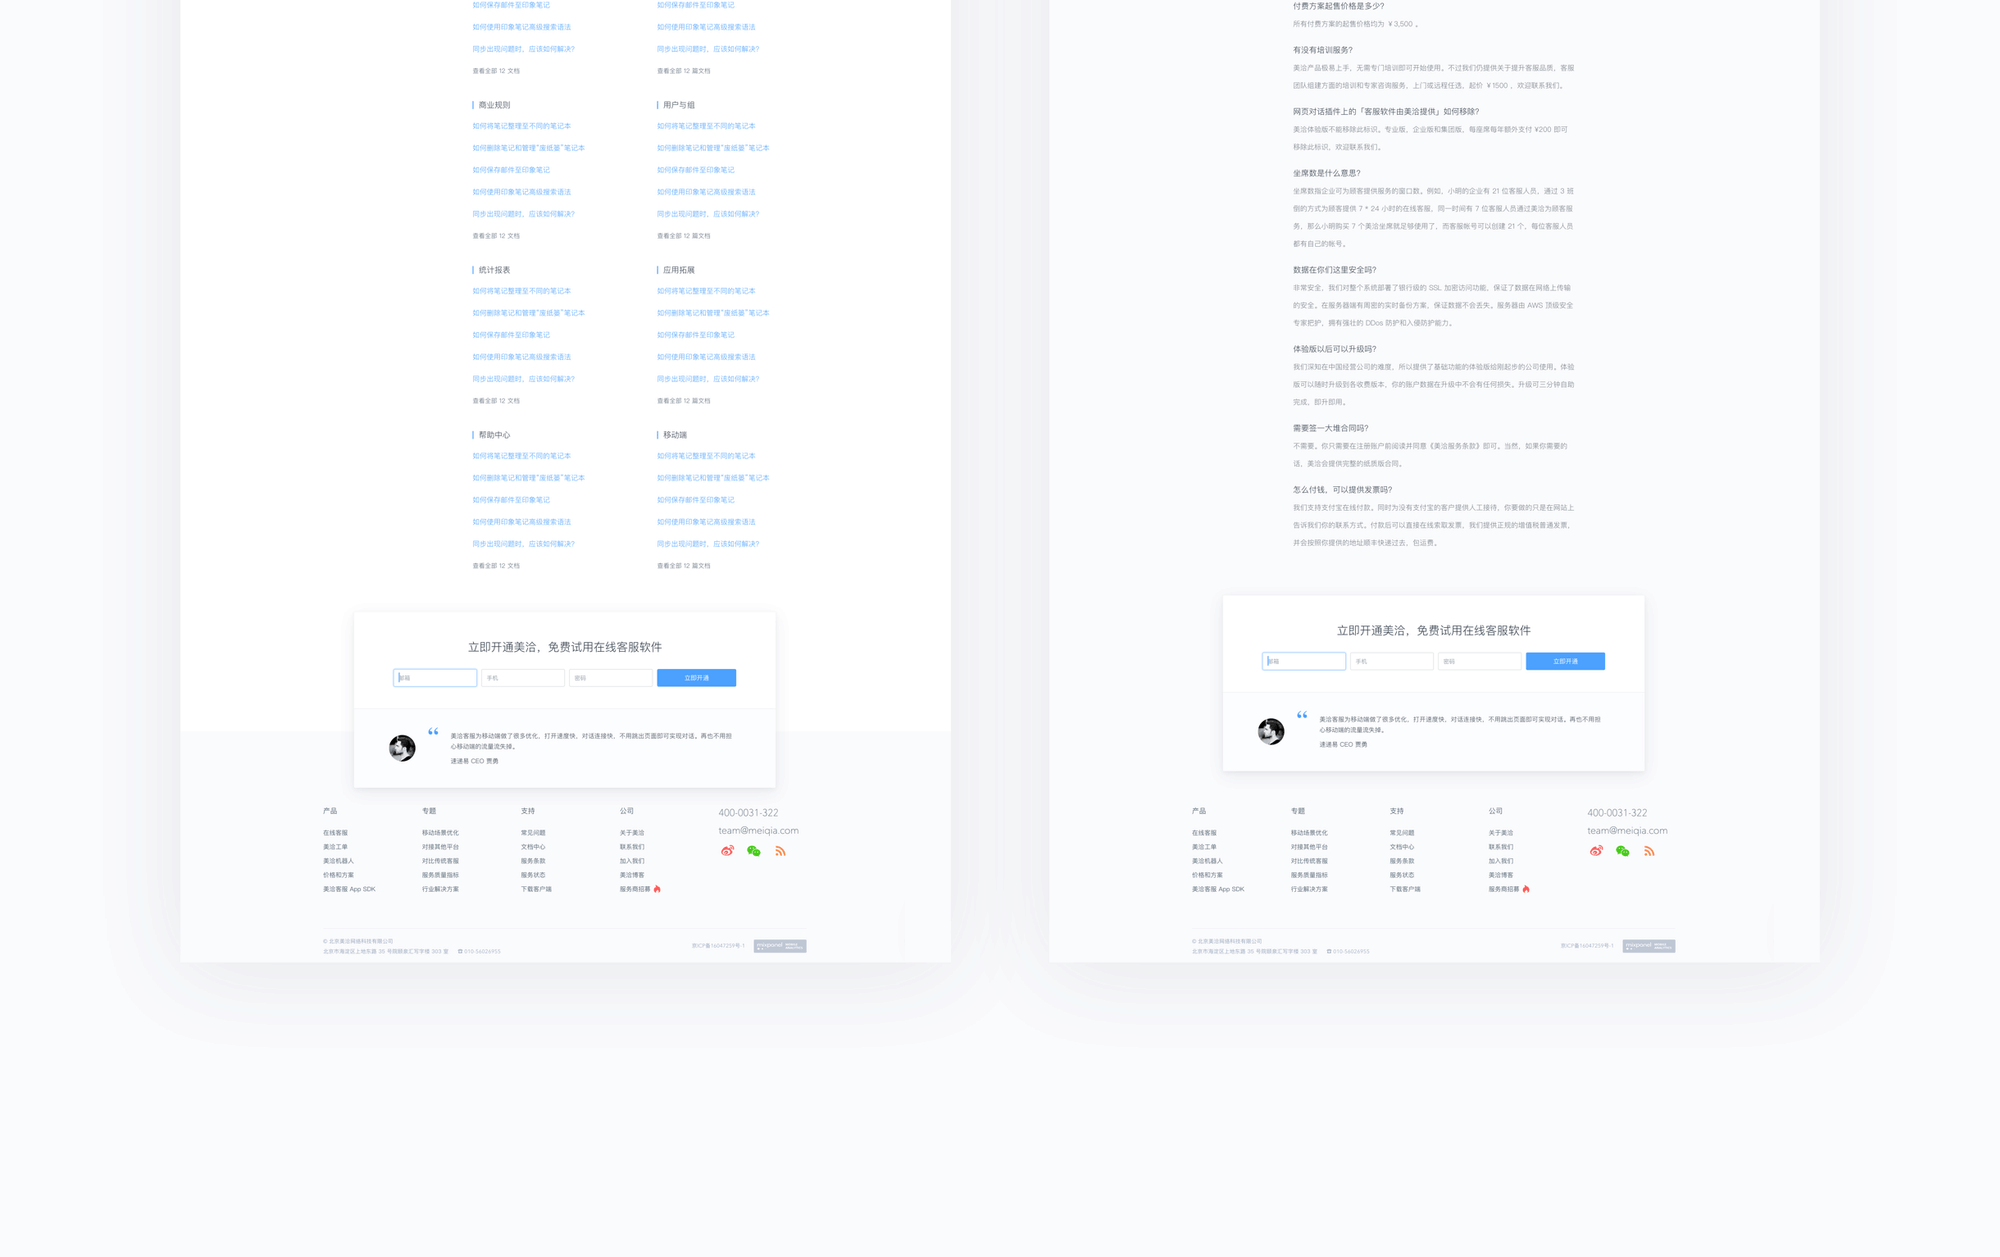 如何保存邮件至印象笔记
如何使用印象笔记高级搜索语法
同步出现问题时，应该如何解决?
查看全部 12 文档
如何保存邮件至印象笔记
如何使用印象笔记高级搜索语法
同步出现问题时，应该如何解决?
查看全部 12 篇文档
商业规则
如何将笔记整理至不同的笔记本
如何删除笔记和管理“废纸篓”笔记本
如何保存邮件至印象笔记
如何使用印象笔记高级搜索语法
同步出现问题时，应该如何解决?
查看全部 12 文档
用户与组
如何将笔记整理至不同的笔记本
如何删除笔记和管理“废纸篓”笔记本
如何保存邮件至印象笔记
如何使用印象笔记高级搜索语法
同步出现问题时，应该如何解决?
查看全部 12 篇文档
统计报表
如何将笔记整理至不同的笔记本
如何删除笔记和管理“废纸篓”笔记本
如何保存邮件至印象笔记
如何使用印象笔记高级搜索语法
同步出现问题时，应该如何解决?
查看全部 12 文档
应用拓展
如何将笔记整理至不同的笔记本
如何删除笔记和管理“废纸篓”笔记本
如何保存邮件至印象笔记
如何使用印象笔记高级搜索语法
同步出现问题时，应该如何解决?
查看全部 12 篇文档
帮助中心
如何将笔记整理至不同的笔记本
如何删除笔记和管理“废纸篓”笔记本
如何保存邮件至印象笔记
如何使用印象笔记高级搜索语法
同步出现问题时，应该如何解决?
查看全部 12 文档
移动端
如何将笔记整理至不同的笔记本
如何删除笔记和管理“废纸篓”笔记本
如何保存邮件至印象笔记
如何使用印象笔记高级搜索语法
同步出现问题时，应该如何解决?
查看全部 12 篇文档
立即开通美洽，免费试用在线客服软件
邮箱
手机
密码
立即开通
美洽客服为移动端做了很多优化，打开速度快，对话连接快，不用跳出页面即可实现对话。再也不用担
心移动端的流量流失掉。
速递易 CEO 贾勇
产品
在线客服
美洽工单
美洽机器人
价格和方案
美洽客服 App SDK
专题
移动场景优化
对接其他平台
对比传统客服
服务质量指标
行业解决方案
支持
常见问题
文档中心
服务条款
服务状态
下载客户端
公司
关于美洽
联系我们
加入我们
美洽博客
服务商招募
400-0031-322
team@meiqia.com
© 北京美洽网络科技有限公司
北京市海淀区上地东路 35 号院颐泉汇写字楼 303 室
010-56026955
京ICP备16047259号-1
付费方案起售价格是多少?
所有付费方案的起售价格均为 ￥3,500 。
有没有培训服务?
美洽产品极易上手，无需专门培训即可开始使用。不过我们仍提供关于提升客服品质、客服
团队组建方面的培训和专家咨询服务，上门或远程任选，起价 ￥1500 ，欢迎联系我们。
网页对话插件上的「客服软件由美洽提供」如何移除?
美洽体验版不能移除此标识。专业版、企业版和集团版，每座席每年额外支付 ¥200 即可
移除此标识，欢迎联系我们。
坐席数是什么意思?
坐席数指企业可为顾客提供服务的窗口数。例如，小明的企业有 21 位客服人员，通过 3 班
倒的方式为顾客提供 7 * 24 小时的在线客服，同一时间有 7 位客服人员通过美洽为顾客服
务，那么小明购买 7 个美洽坐席就足够使用了，而客服帐号可以创建 21 个，每位客服人员
都有自己的帐号。
数据在你们这里安全吗?
非常安全，我们对整个系统部署了银行级的 SSL 加密访问功能，保证了数据在网络上传输
的安全。在服务器端有周密的实时备份方案，保证数据不会丢失。服务器由 AWS 顶级安全
专家把护，拥有强壮的 DDos 防护和入侵防护能力。
体验版以后可以升级吗?
我们深知在中国经营公司的难度，所以提供了基础功能的体验版给刚起步的公司使用。体验
版可以随时升级到各收费版本，你的账户数据在升级中不会有任何损失。升级可三分钟自助
完成，即升即用。
需要签一大堆合同吗?
不需要。你只需要在注册账户前阅读并同意《美洽服务条款》即可。当然，如果你需要的
话，美洽会提供完整的纸质版合同。
怎么付钱，可以提供发票吗?
我们支持支付宝在线付款。同时为没有支付宝的客户提供人工接待，你要做的只是在网站上
告诉我们你的联系方式。付款后可以直接在线索取发票，我们提供正规的增值税普通发票，
并会按照你提供的地址顺丰快递过去，包运费。
立即开通美洽，免费试用在线客服软件
邮箱
手机
密码
立即开通
美洽客服为移动端做了很多优化，打开速度快，对话连接快，不用跳出页面即可实现对话。再也不用担
心移动端的流量流失掉。
速递易 CEO 贾勇
产品
在线客服
美洽工单
美洽机器人
价格和方案
美洽客服 App SDK
专题
移动场景优化
对接其他平台
对比传统客服
服务质量指标
行业解决方案
支持
常见问题
文档中心
服务条款
服务状态
下载客户端
公司
关于美洽
联系我们
加入我们
美洽博客
服务商招募
400-0031-322
team@meiqia.com
© 北京美洽网络科技有限公司
北京市海淀区上地东路 35 号院颐泉汇写字楼 303 室
010-56026955
京ICP备16047259号-1